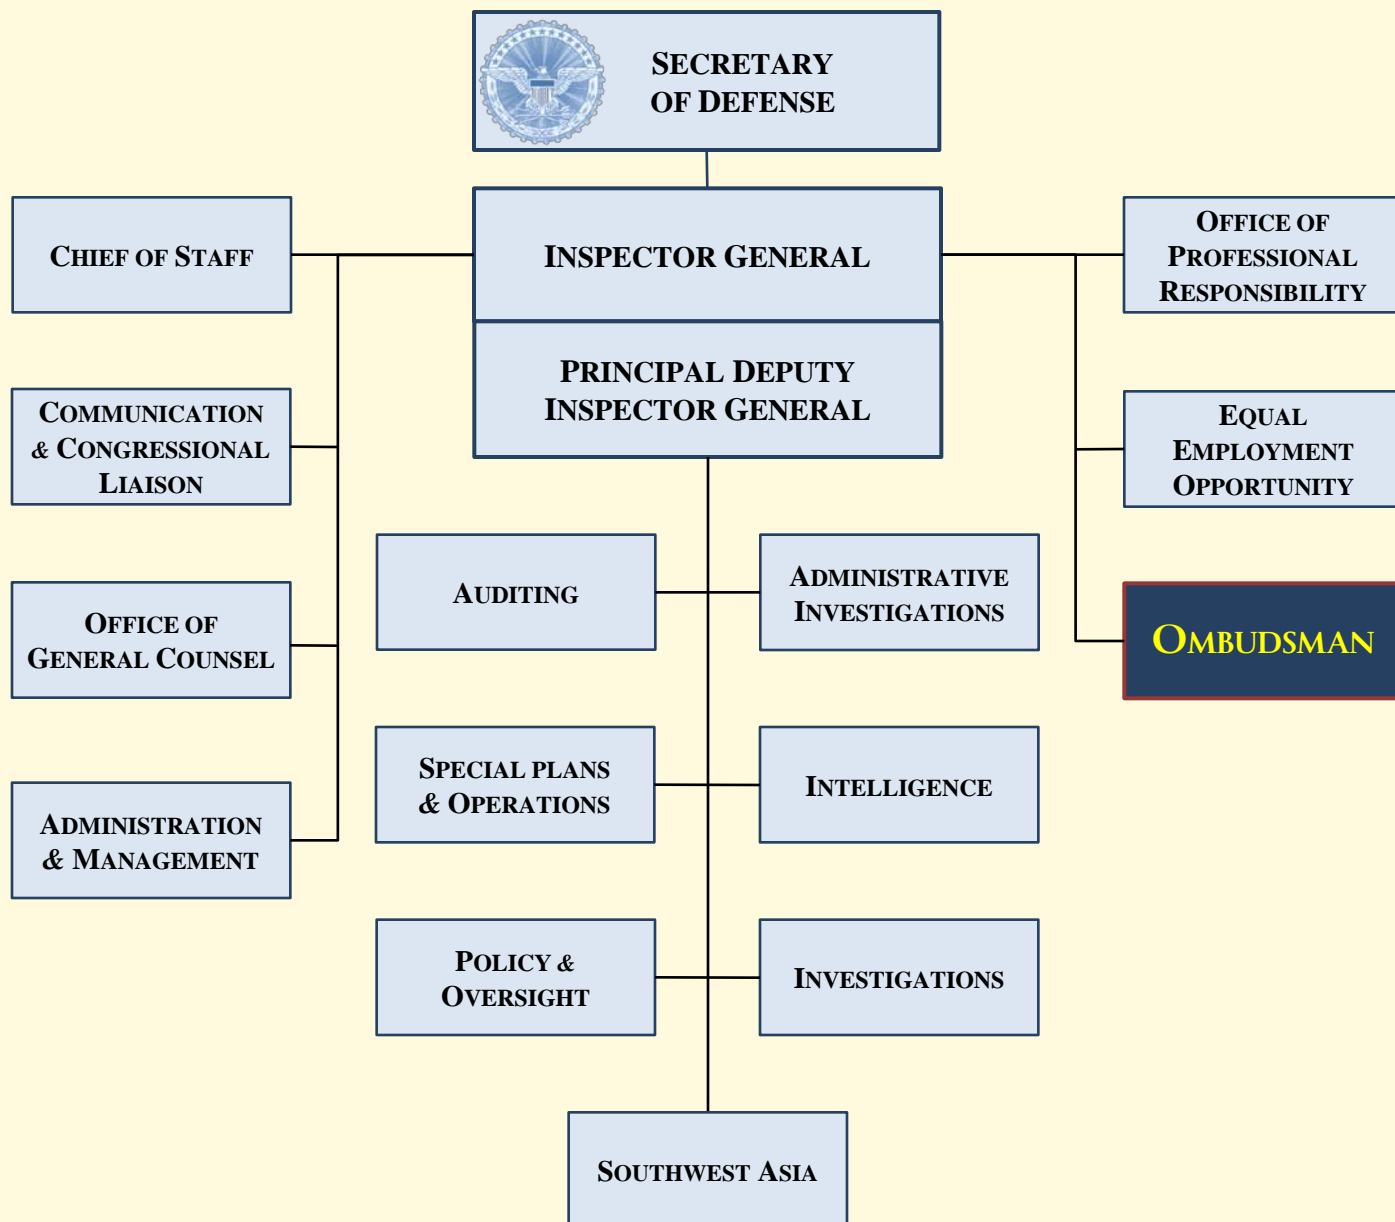 SECRETARY
OF DEFENSE
CHIEF OF STAFF
INSPECTOR GENERAL
OFFICE OF
PROFESSIONAL
RESPONSIBILITY
PRINCIPAL DEPUTY
INSPECTOR GENERAL
COMMUNICATION
& CONGRESSIONAL
LIAISON
EQUAL
EMPLOYMENT
OPPORTUNITY
AUDITING
ADMINISTRATIVE
INVESTIGATIONS
OFFICE OF
GENERAL COUNSEL
OMBUDSMAN
SPECIAL PLANS
& OPERATIONS
INTELLIGENCE
ADMINISTRATION
& MANAGEMENT
POLICY &
OVERSIGHT
INVESTIGATIONS
SOUTHWEST ASIA